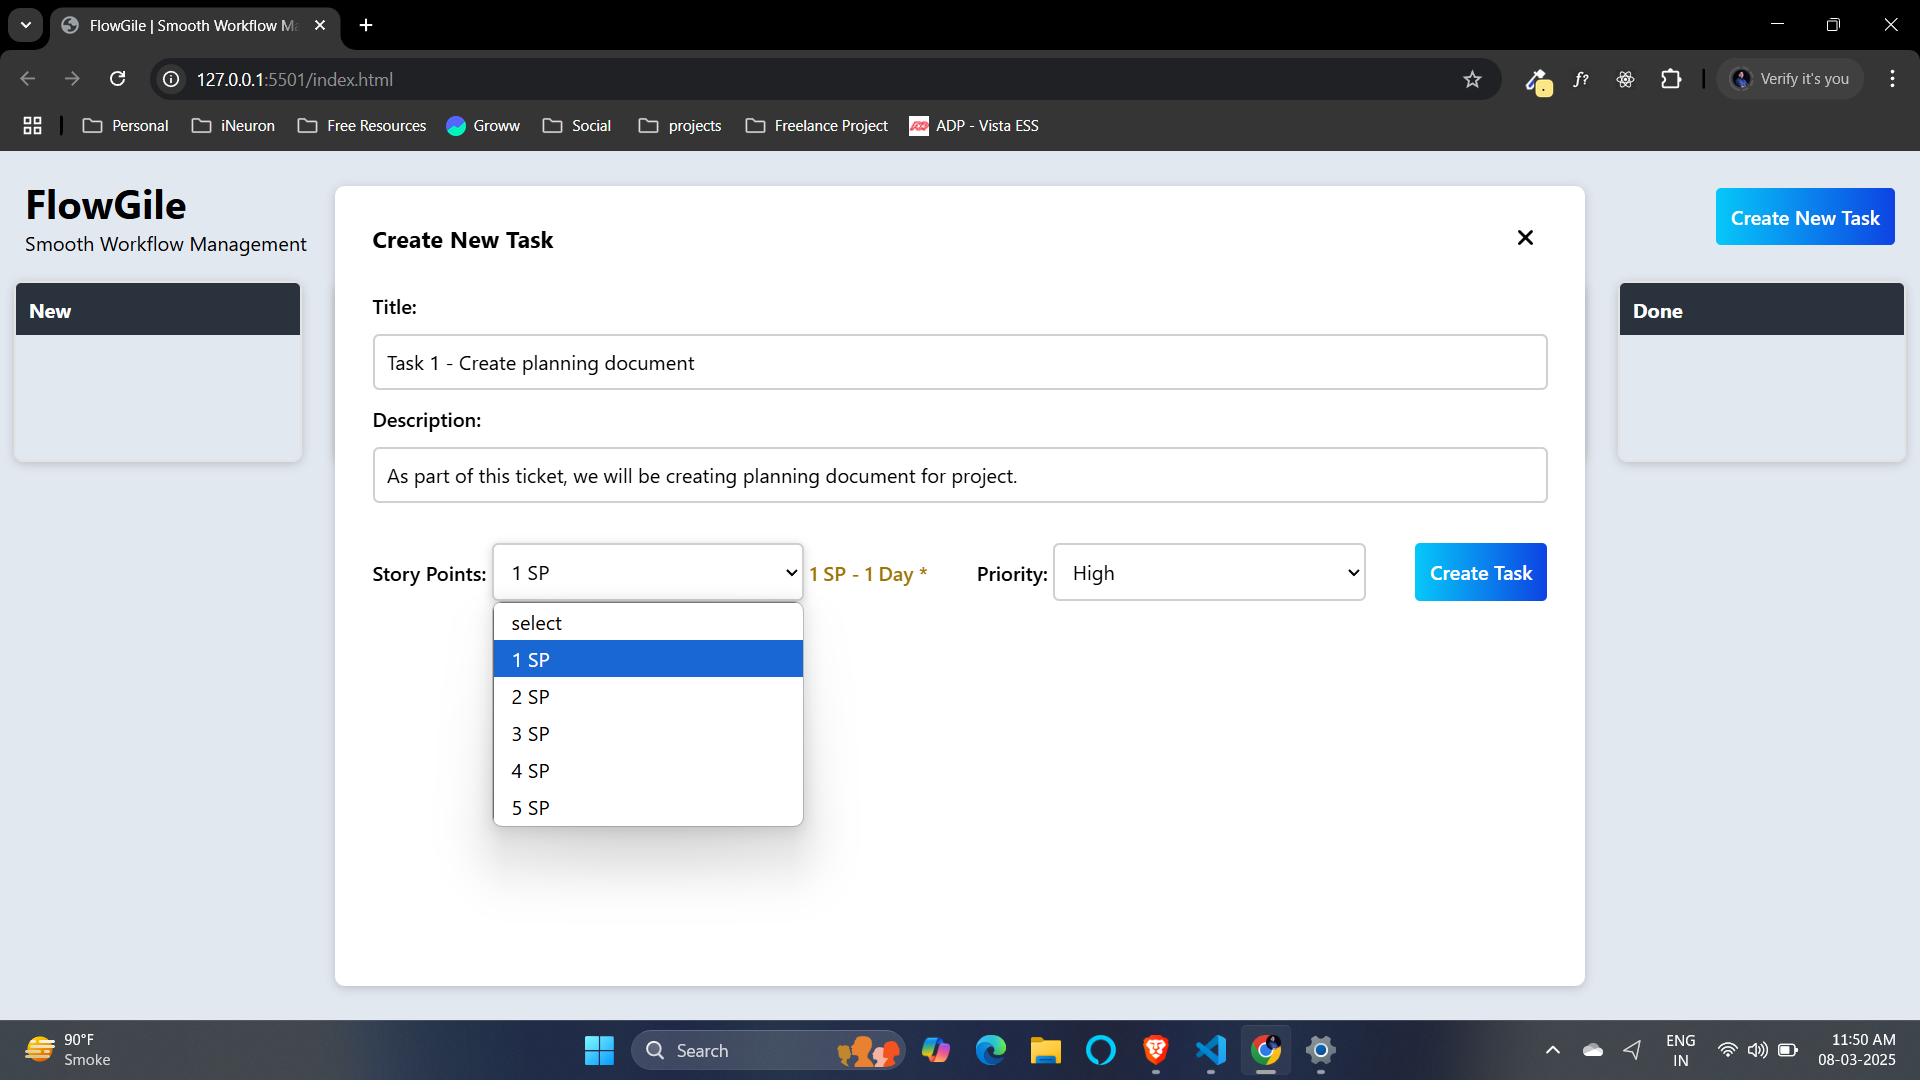 FlowGile | Smooth Workflow Ma
127.0.0.1:5501/index.html
Verify it's you
Personal
iNeuron
Free Resources
Groww
Social
projects
Freelance Project
ADP - Vista ESS
FlowGile
Smooth Workflow Management
Create New Task
New
Done
Create New Task
Title:
Task 1 - Create planning document
Description:
As part of this ticket, we will be creating planning document for project.
Story Points:
1 SP
1 SP - 1 Day *
Priority:
High
Create Task
select
1 SP
2 SP
3 SP
4 SP
5 SP
90°F
Smoke
Search
ENG
IN
11:50 AM
08-03-2025